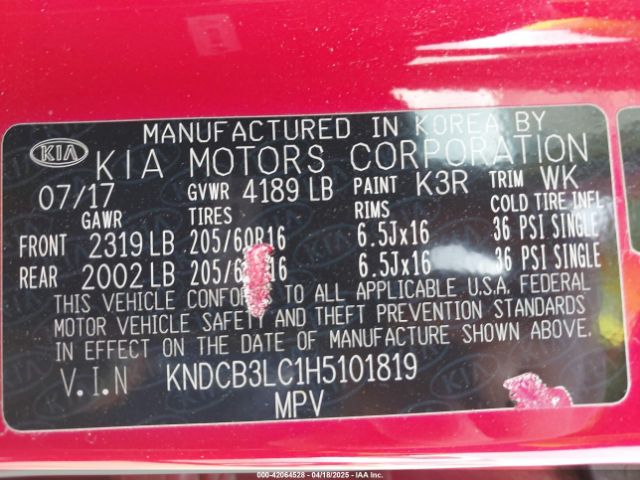 MANUFACTURED IN KOREA BY
KIA KIA MOTORS CORPORATION
07/17 GVWR 4189 LB PAINT K3R TRIM WK
GAWR TIRES RIMS COLD TIRE INFL
FRONT 2319 LB 205/60R16 6.5Jx16 36 PSI SINGLE
REAR 2002 LB 6.5Jx16 36 PSI SINGLE
THIS VEHICLE TO ALL APPLICABLE U.S.A. FEDERAL
MOTOR VEHICLE SAFETY AND THEFT PREVENTION STANDARDS
IN EFFECT ON THE DATE OF MANUFACTURE SHOWN ABOVE.
V.I.N KNDCB3LC1H5101819
MPV
000-42064528 - 04/18/2025 - IAA Inc.